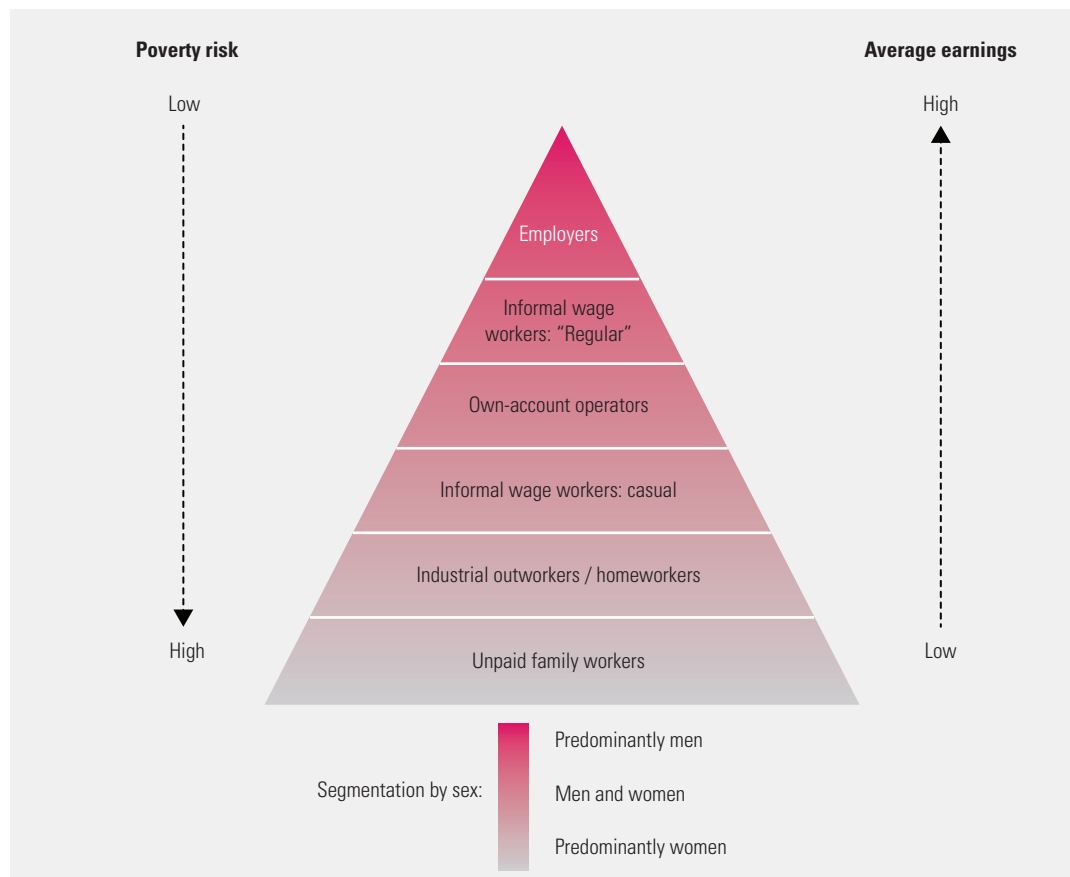 Poverty risk
Average earnings
Low
High
Employers
Informal wage
workers: “Regular”
Own-account operators
Informal wage workers: casual
Industrial outworkers / homeworkers
High
Low
Unpaid family workers
Segmentation by sex:
Predominantly men
Men and women
Predominantly women